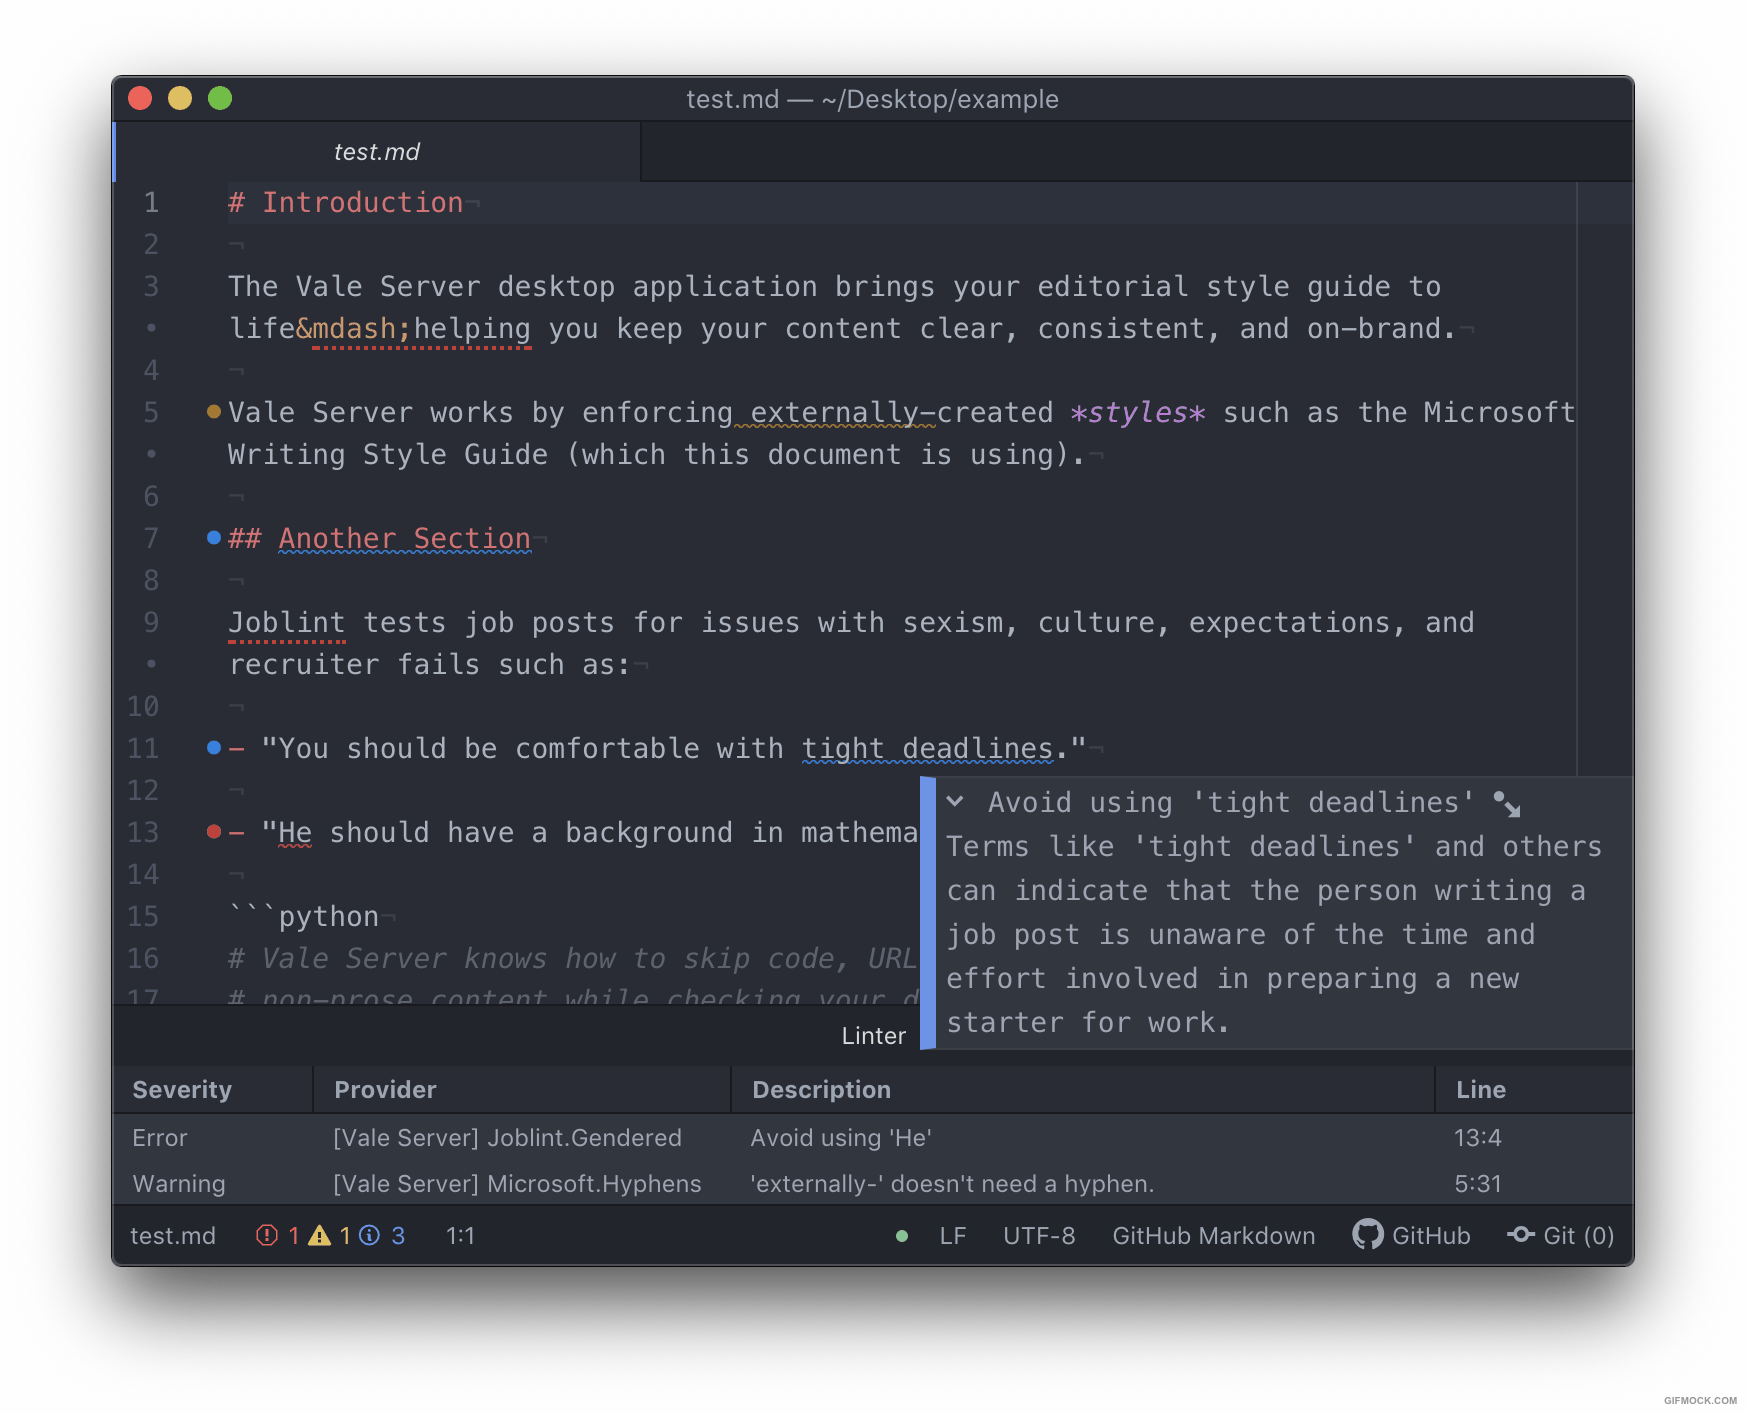 test.md — ~/Desktop/example
test.md
1 # Introduction¬
2 ¬
3 The Vale Server desktop application brings your editorial style guide to
• life&mdash;helping you keep your content clear, consistent, and on-brand.¬
4 ¬
5 Vale Server works by enforcing externally-created *styles* such as the Microsoft
• Writing Style Guide (which this document is using).¬
6 ¬
7 ## Another Section¬
8 ¬
9 Joblint tests job posts for issues with sexism, culture, expectations, and
• recruiter fails such as:¬
10 ¬
11 - "You should be comfortable with tight deadlines."¬
12 ¬
13 - "He should have a background in mathema
14 ¬
15 ```python¬
16 # Vale Server knows how to skip code, URL
17 # non-prose content while checking your d
Avoid using 'tight deadlines'
Terms like 'tight deadlines' and others
can indicate that the person writing a
job post is unaware of the time and
effort involved in preparing a new
starter for work.
Linter
Severity Provider Description Line
Error [Vale Server] Joblint.Gendered Avoid using 'He' 13:4
Warning [Vale Server] Microsoft.Hyphens 'externally-' doesn't need a hyphen. 5:31
test.md 1 1 3 1:1 LF UTF-8 GitHub Markdown GitHub Git (0)
GIFMOCK.COM